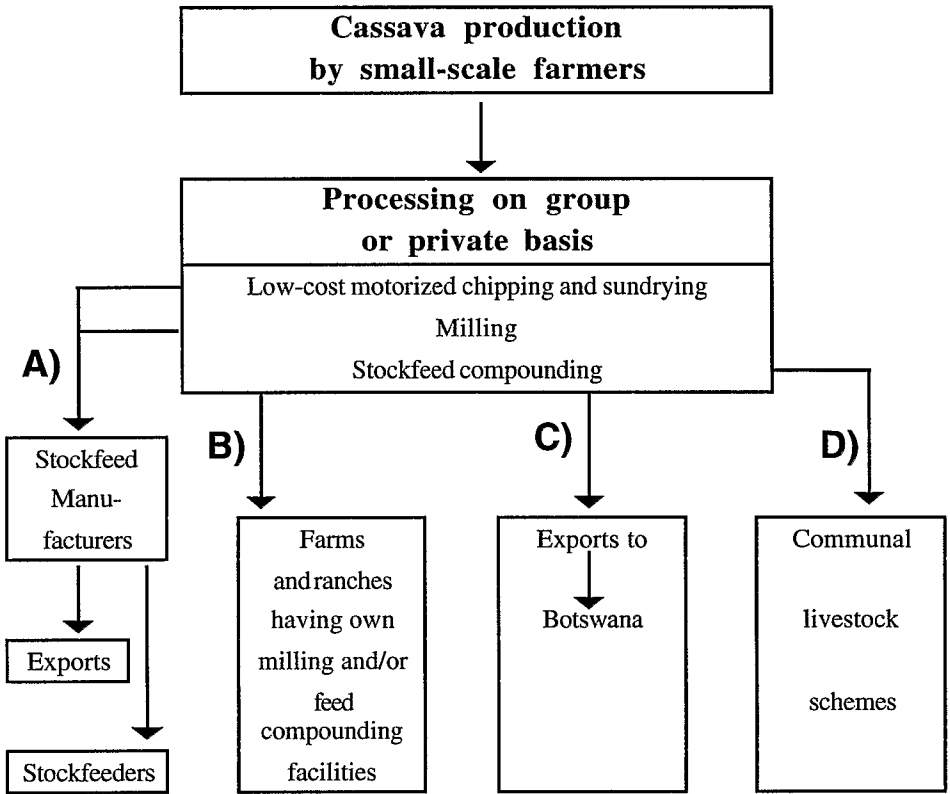 Cassava production
by small-scale farmers
Processing on group
or private basis
Low-cost motorized chipping and sundrying
Milling
Stockfeed compounding
A)
Stockfeed
Manu-
facturers
Exports
Stockfeeders
B)
Farms
and ranches
having own
milling and/or
feed
compounding
facilities
C)
Exports to
Botswana
D)
Communal
livestock
schemes